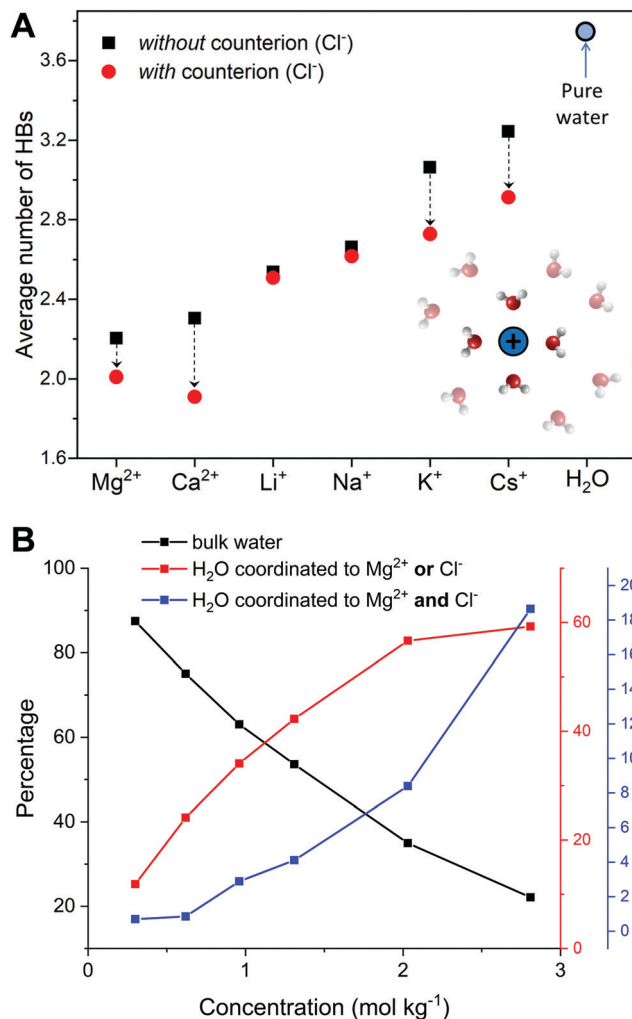 A
without counterion (Cl⁻)
with counterion (Cl⁻)
Pure
water
Average number of HBs
3.6
3.2
2.8
2.4
2.0
1.6
+
Mg²⁺ Ca²⁺ Li⁺ Na⁺ K⁺ Cs⁺ H₂O
B
bulk water
H₂O coordinated to Mg²⁺ or Cl⁻
H₂O coordinated to Mg²⁺ and Cl⁻
Percentage
100
80
60
40
20
60
40
20
0
20
18
16
14
12
10
8
6
4
2
0
0 1 2 3
Concentration (mol kg⁻¹)